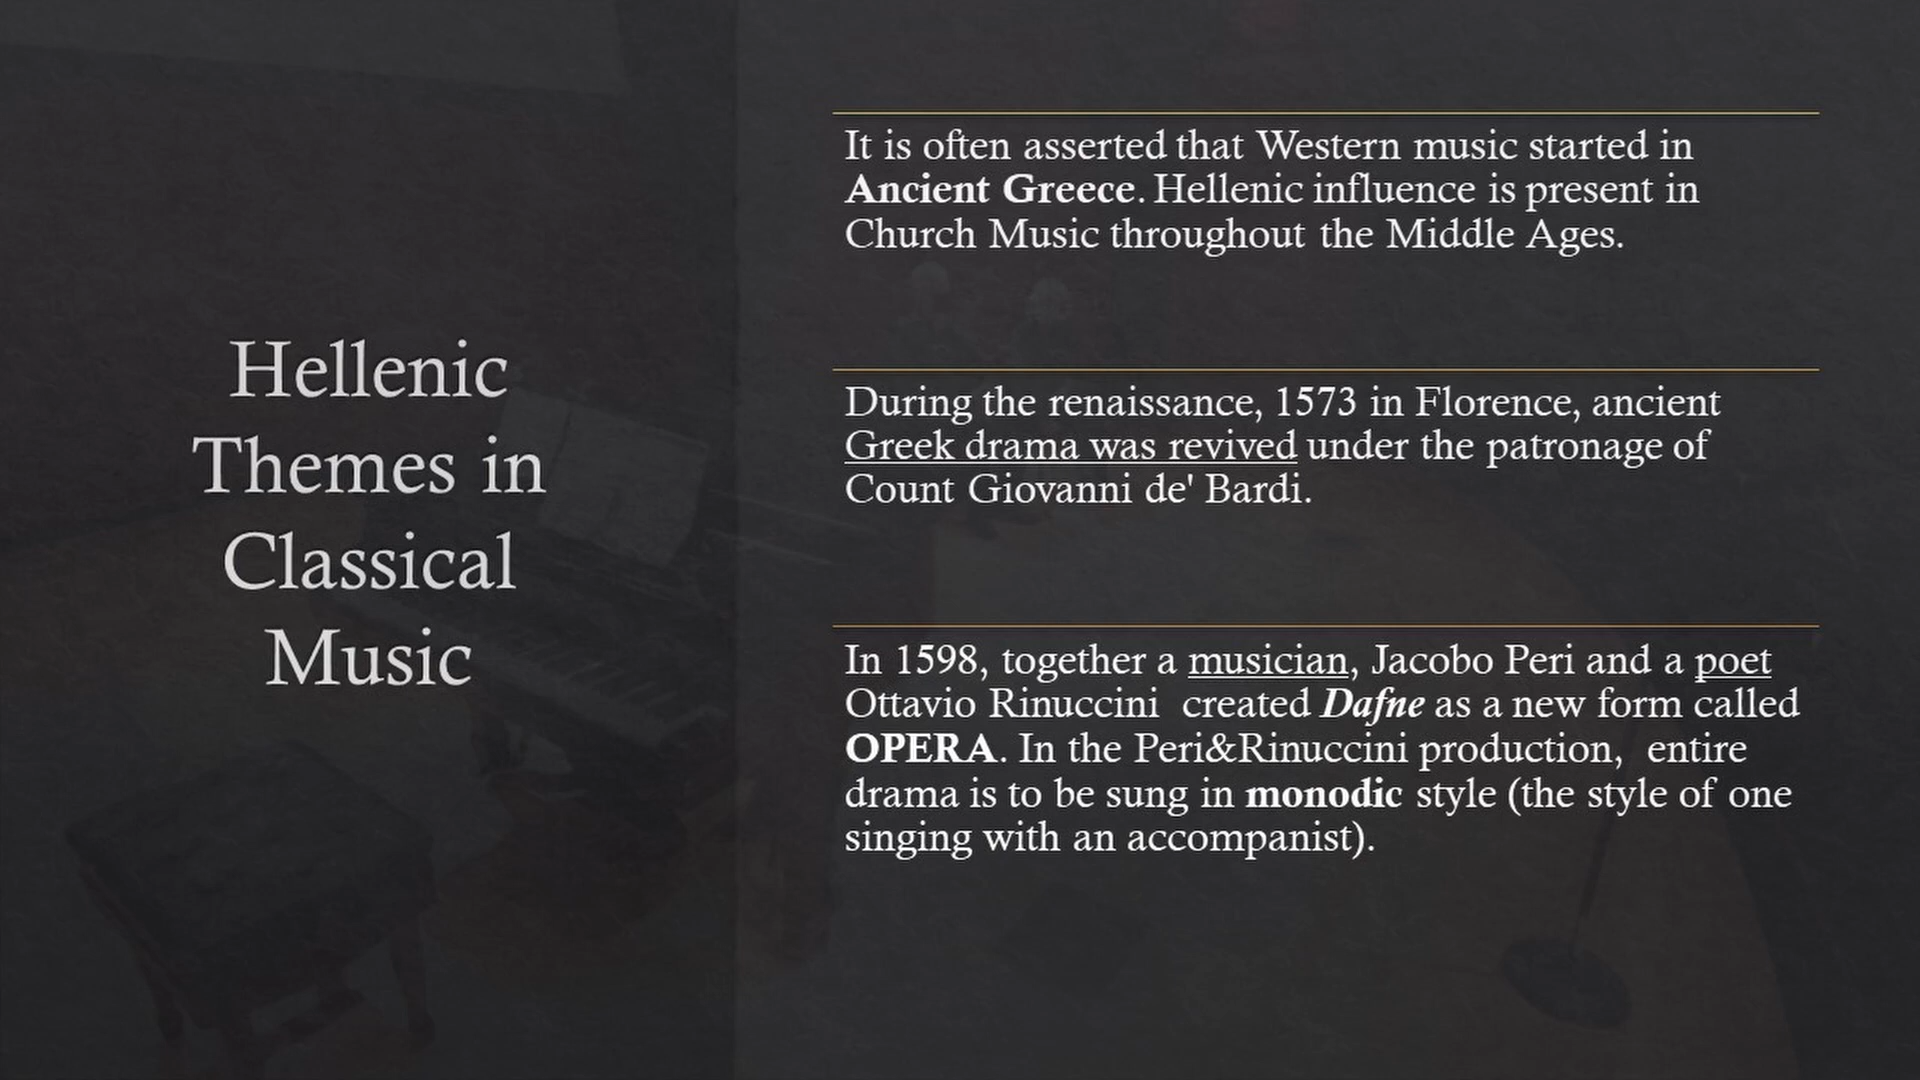 Hellenic
Themes in
Classical
Music
It is often asserted that Western music started in
Ancient Greece. Hellenic influence is present in
Church Music throughout the Middle Ages.
During the renaissance, 1573 in Florence, ancient
Greek drama was revived under the patronage of
Count Giovanni de' Bardi.
In 1598, together a musician, Jacobo Peri and a poet
Ottavio Rinuccini  created Dafne as a new form called
OPERA. In the Peri&Rinuccini production,  entire
drama is to be sung in monodic style (the style of one
singing with an accompanist).